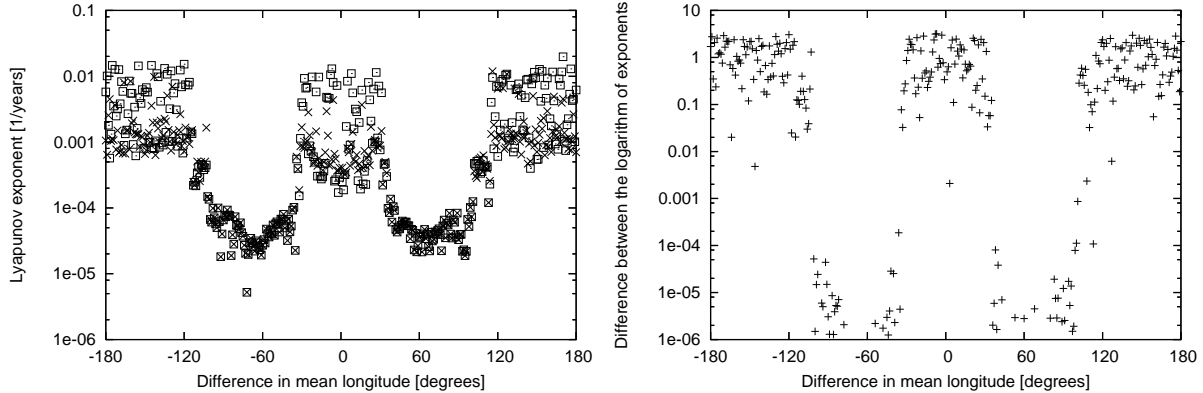 0.1
0.01
0.001
1e-04
1e-05
1e-06
-180 -120 -60 0 60 120 180
Difference in mean longitude [degrees]
Lyapunov exponent [1/years]
10
1
0.1
0.01
0.001
1e-04
1e-05
1e-06
-180 -120 -60 0 60 120 180
Difference in mean longitude [degrees]
Difference between the logarithm of exponents